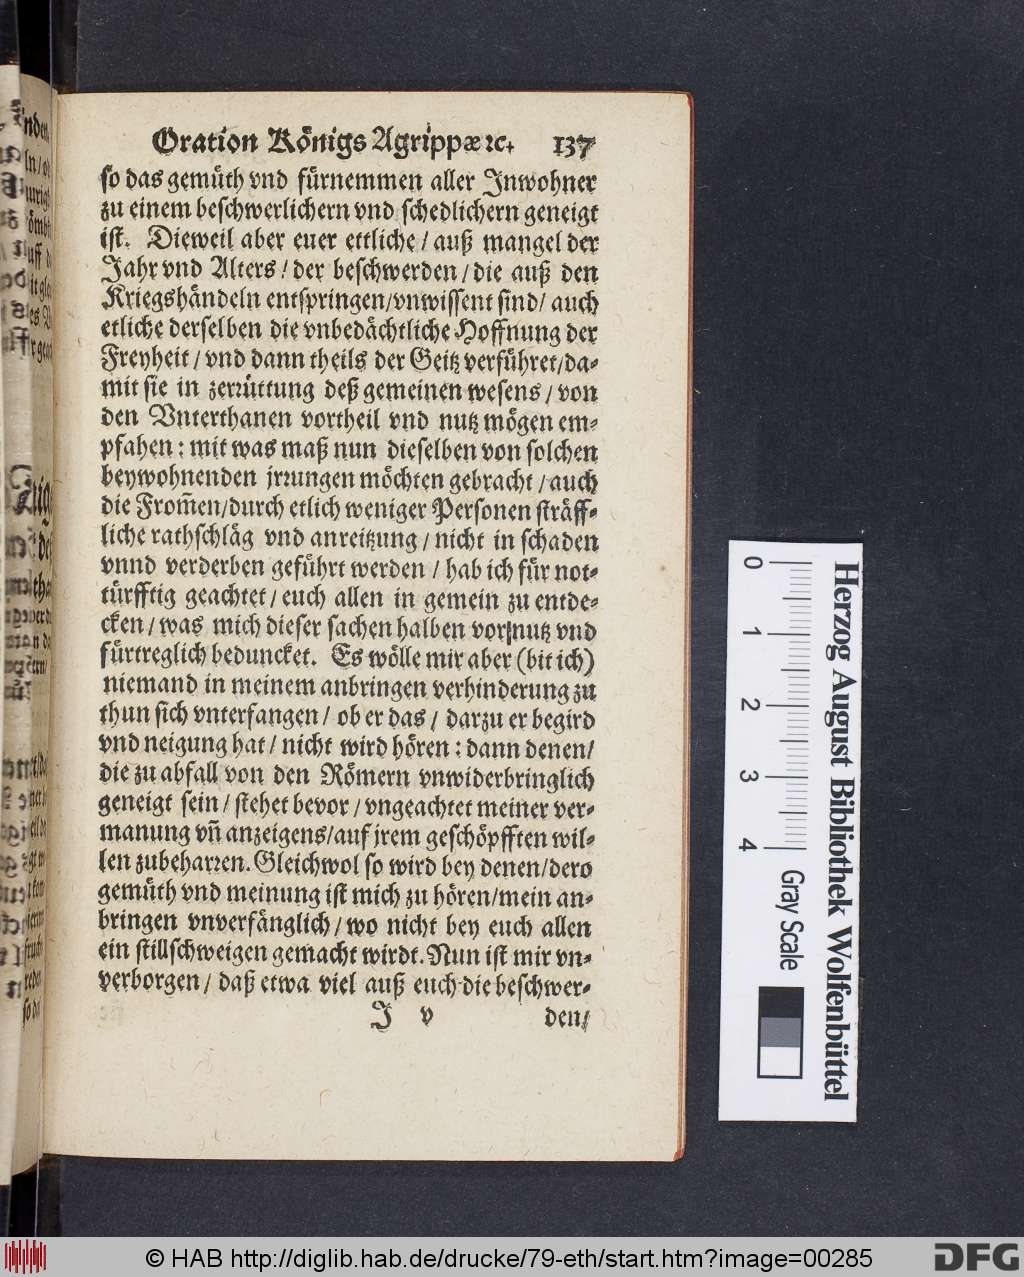 Oration Königs Agrippæ ꝛc. 137
so das gemüth vnd fürnemmen aller Jnwohner
zu einem beschwerlichern vnd schedlichern geneigt
ist. Dieweil aber euer ettliche / auß mangel der
Jahr vnd Alters / der beschwerden / die auß den
Kriegshändeln entspringen/vnwissent sind/ auch
etliche derselben die vnbedächtliche Hoffnung der
Freyheit / vnd dann theils der Geitz verführet/da-
mit sie in zerrüttung deß gemeinen wesens / von
den Vnterthanen vortheil vnd nutz mögen em-
pfahen : mit was maß nun dieselben von solchen
beywohnenden jrrungen möchten gebracht / auch
die From̃en/durch etlich weniger Personen sträff-
liche rathschläg vnd anreitzung / nicht in schaden
vnnd verderben geführt werden / hab ich für not-
türfftig geachtet / euch allen in gemein zu entde-
cken / was mich dieser sachen halben vor nutz vnd
fürtreglich beduncket. Es wölle mir aber (bit ich)
niemand in meinem anbringen verhinderung zu
thun sich vnterfangen / ob er das / darzu er begird
vnd neigung hat / nicht wird hören : dann denen/
die zu abfall von den Römern vnwiderbringlich
geneigt sein / stehet bevor / vngeachtet meiner ver-
manung vñ anzeigens/auf jrem geschöpfften wil-
len zubeharren. Gleichwol so wird bey denen/dero
gemüth vnd meinung ist mich zu hören/mein an-
bringen vnverfänglich / wo nicht bey euch allen
ein stillschweigen gemacht wirdt. Nun ist mir vn-
verborgen / daß etwa viel auß euch die beschwer-
J v den/
0 1 2 3 4
Gray Scale
Herzog August Bibliothek Wolfenbüttel
© HAB http://diglib.hab.de/drucke/79-eth/start.htm?image=00285
DFG